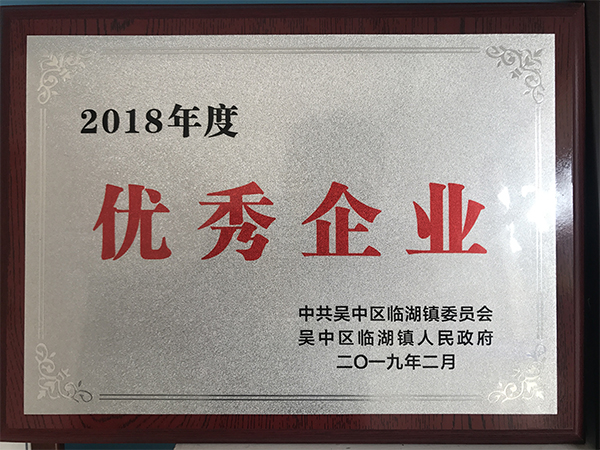 2018年度
优秀企业
中共吴中区临湖镇委员会
吴中区临湖镇人民政府
二〇一九年二月